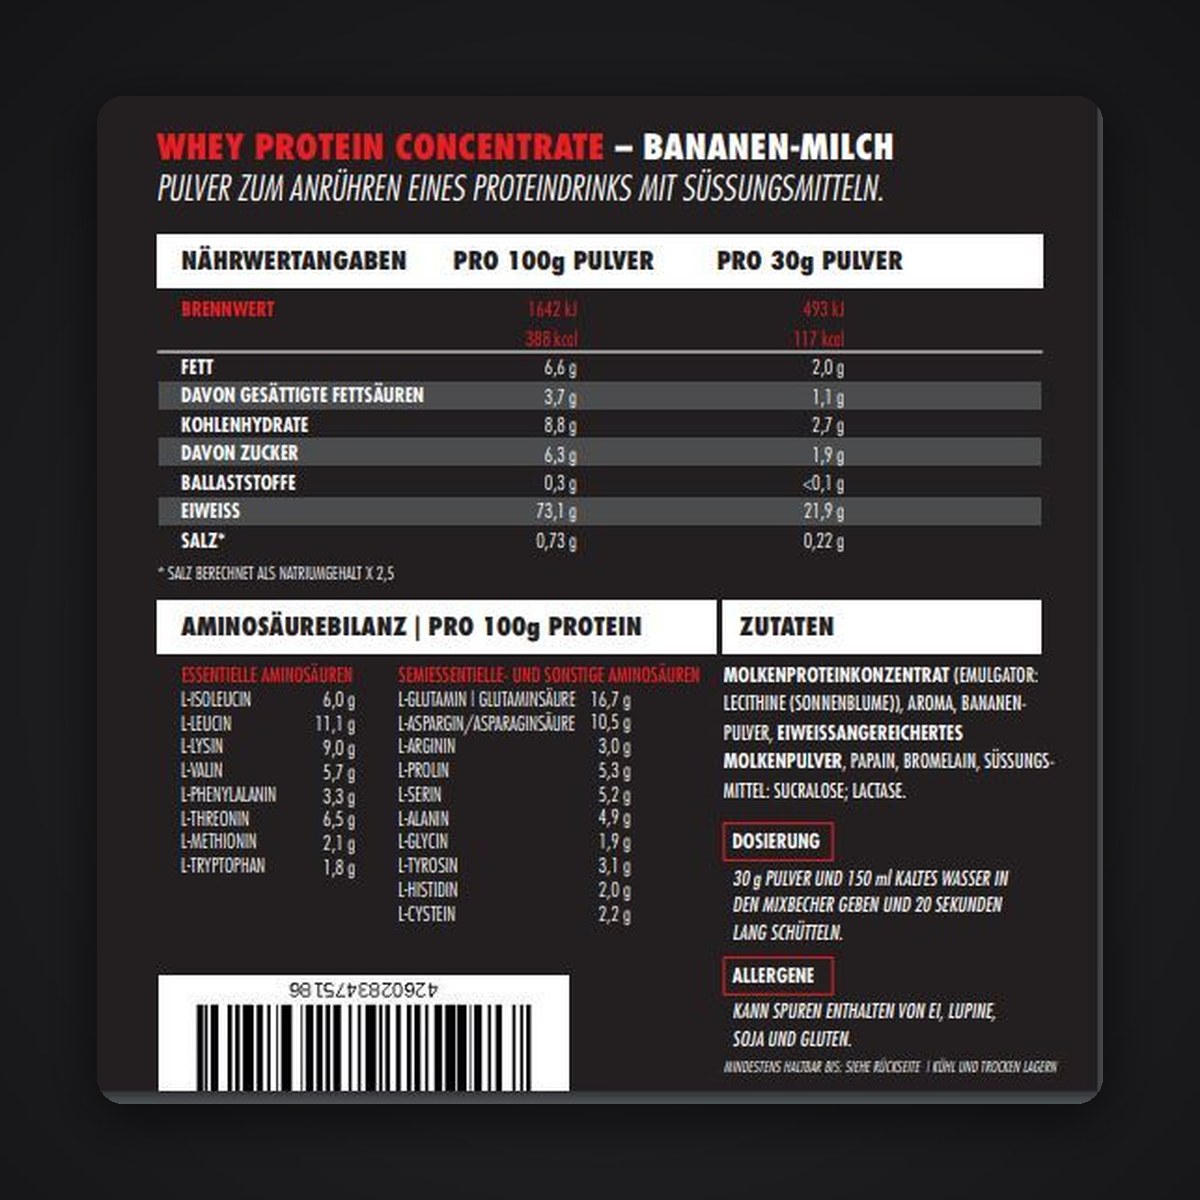 WHEY PROTEIN CONCENTRATE – BANANEN-MILCH
PULVER ZUM ANRÜHREN EINES PROTEINDRINKS MIT SÜSSUNGSMITTELN.
NÄHRWERTANGABEN PRO 100g PULVER PRO 30g PULVER
BRENNWERT 1642 kJ 493 kJ
388 kcal 117 kcal
FETT 6,6 g 2,0 g
DAVON GESÄTTIGTE FETTSÄUREN 3,7 g 1,1 g
KOHLENHYDRATE 8,8 g 2,7 g
DAVON ZUCKER 6,3 g 1,9 g
BALLASTSTOFFE 0,3 g <0,1 g
EIWEISS 73,1 g 21,9 g
SALZ* 0,73 g 0,22 g
* SALZ BERECHNET ALS NATRIUMGEHALT X 2,5
AMINOSÄUREBILANZ | PRO 100g PROTEIN
ESSENTIELLE AMINOSÄUREN
L-ISOLEUCIN 6,0 g
L-LEUCIN 11,1 g
L-LYSIN 9,0 g
L-VALIN 5,7 g
L-PHENYLALANIN 3,3 g
L-THREONIN 6,5 g
L-METHIONIN 2,1 g
L-TRYPTOPHAN 1,8 g
SEMIESSENTIELLE- UND SONSTIGE AMINOSÄUREN
L-GLUTAMIN | GLUTAMINSÄURE 16,7 g
L-ASPARGIN/ASPARAGINSÄURE 10,5 g
L-ARGININ 3,0 g
L-PROLIN 5,3 g
L-SERIN 5,2 g
L-ALANIN 4,9 g
L-GLYCIN 1,9 g
L-TYROSIN 3,1 g
L-HISTIDIN 2,0 g
L-CYSTEIN 2,2 g
ZUTATEN
MOLKENPROTEINKONZENTRAT (EMULGATOR:
LECITHINE (SONNENBLUME)), AROMA, BANANEN-
PULVER, EIWEISSANGEREICHERTES
MOLKENPULVER, PAPAIN, BROMELAIN, SÜSSUNGS-
MITTEL: SUCRALOSE; LACTASE.
DOSIERUNG
30 g PULVER UND 150 ml KALTES WASSER IN
DEN MIXBECHER GEBEN UND 20 SEKUNDEN
LANG SCHÜTTELN.
ALLERGENE
KANN SPUREN ENTHALTEN VON EI, LUPINE,
SOJA UND GLUTEN.
MINDESTENS HALTBAR BIS: SIEHE RÜCKSEITE | KÜHL UND TROCKEN LAGERN
4260283475186